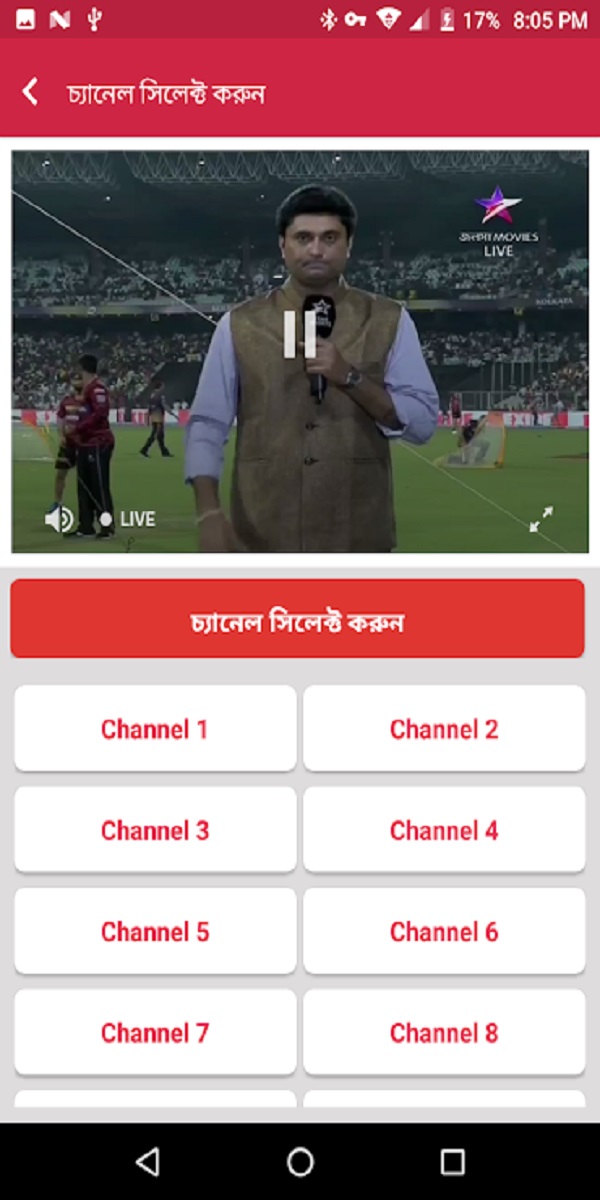 17% 8:05 PM
চ্যানেল সিলেক্ট করুন
জলসা MOVIES
LIVE
KOLKATA
LIVE
চ্যানেল সিলেক্ট করুন
Channel 1
Channel 2
Channel 3
Channel 4
Channel 5
Channel 6
Channel 7
Channel 8